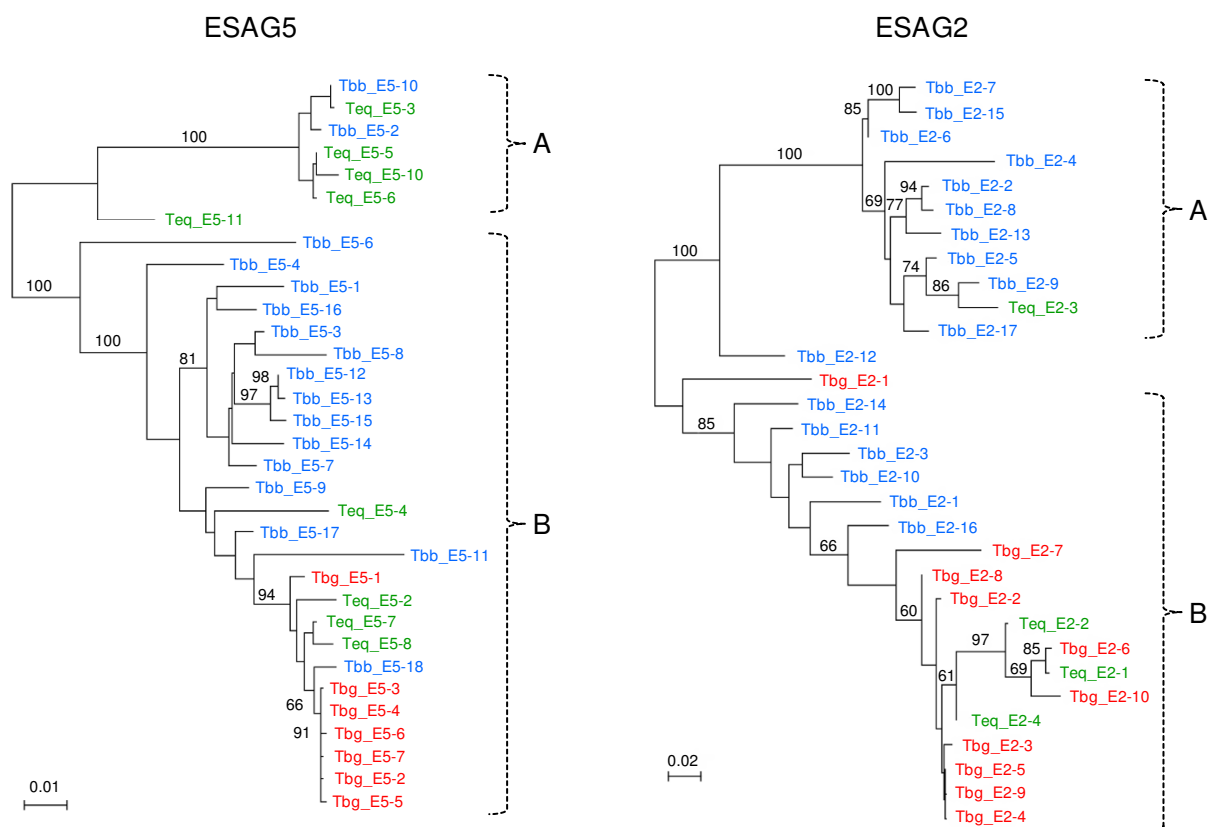 ESAG5
Tbb_E5-10
Teq_E5-3
Tbb_E5-2
100
Teq_E5-5
Teq_E5-10
Teq_E5-6
Teq_E5-11
A
Tbb_E5-6
Tbb_E5-4
100
Tbb_E5-1
Tbb_E5-16
Tbb_E5-3
100
Tbb_E5-8
81
98
Tbb_E5-12
97
Tbb_E5-13
Tbb_E5-15
Tbb_E5-14
Tbb_E5-7
Tbb_E5-9
Teq_E5-4
B
Tbb_E5-17
Tbb_E5-11
Tbg_E5-1
94
Teq_E5-2
Teq_E5-7
Teq_E5-8
Tbb_E5-18
Tbg_E5-3
66
Tbg_E5-4
91
Tbg_E5-6
Tbg_E5-7
Tbg_E5-2
Tbg_E5-5
0.01
ESAG2
Tbb_E2-7
100
85
Tbb_E2-15
Tbb_E2-6
100
Tbb_E2-4
94
Tbb_E2-2
69
77
Tbb_E2-8
A
Tbb_E2-13
100
Tbb_E2-5
74
86
Tbb_E2-9
Teq_E2-3
Tbb_E2-17
Tbb_E2-12
Tbg_E2-1
Tbb_E2-14
85
Tbb_E2-11
Tbb_E2-3
Tbb_E2-10
Tbb_E2-1
Tbb_E2-16
66
Tbg_E2-7
Tbg_E2-8
60
Tbg_E2-2
B
Teq_E2-2
97
85
Tbg_E2-6
69
Teq_E2-1
61
Tbg_E2-10
Teq_E2-4
Tbg_E2-3
Tbg_E2-5
Tbg_E2-9
Tbg_E2-4
0.02